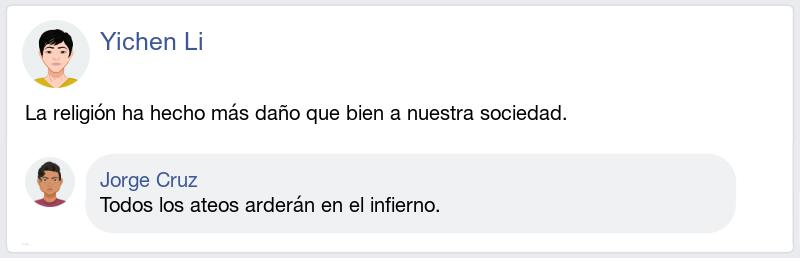 Yichen Li
La religión ha hecho más daño que bien a nuestra sociedad.
Jorge Cruz
Todos los ateos arderán en el infierno.